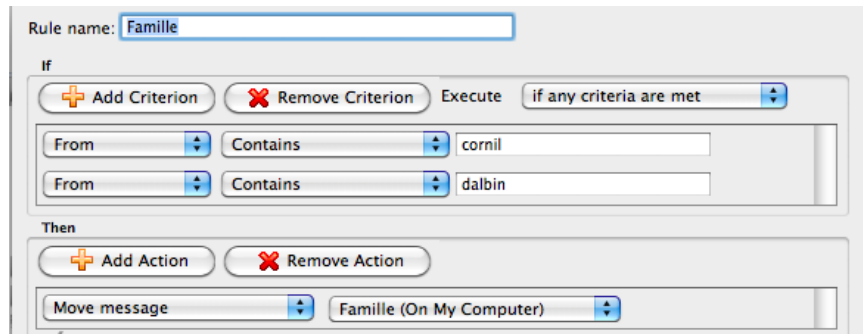 Rule name: Famille
If
Add Criterion Remove Criterion Execute if any criteria are met
From Contains cornil
From Contains dalbin
Then
Add Action Remove Action
Move message Famille (On My Computer)